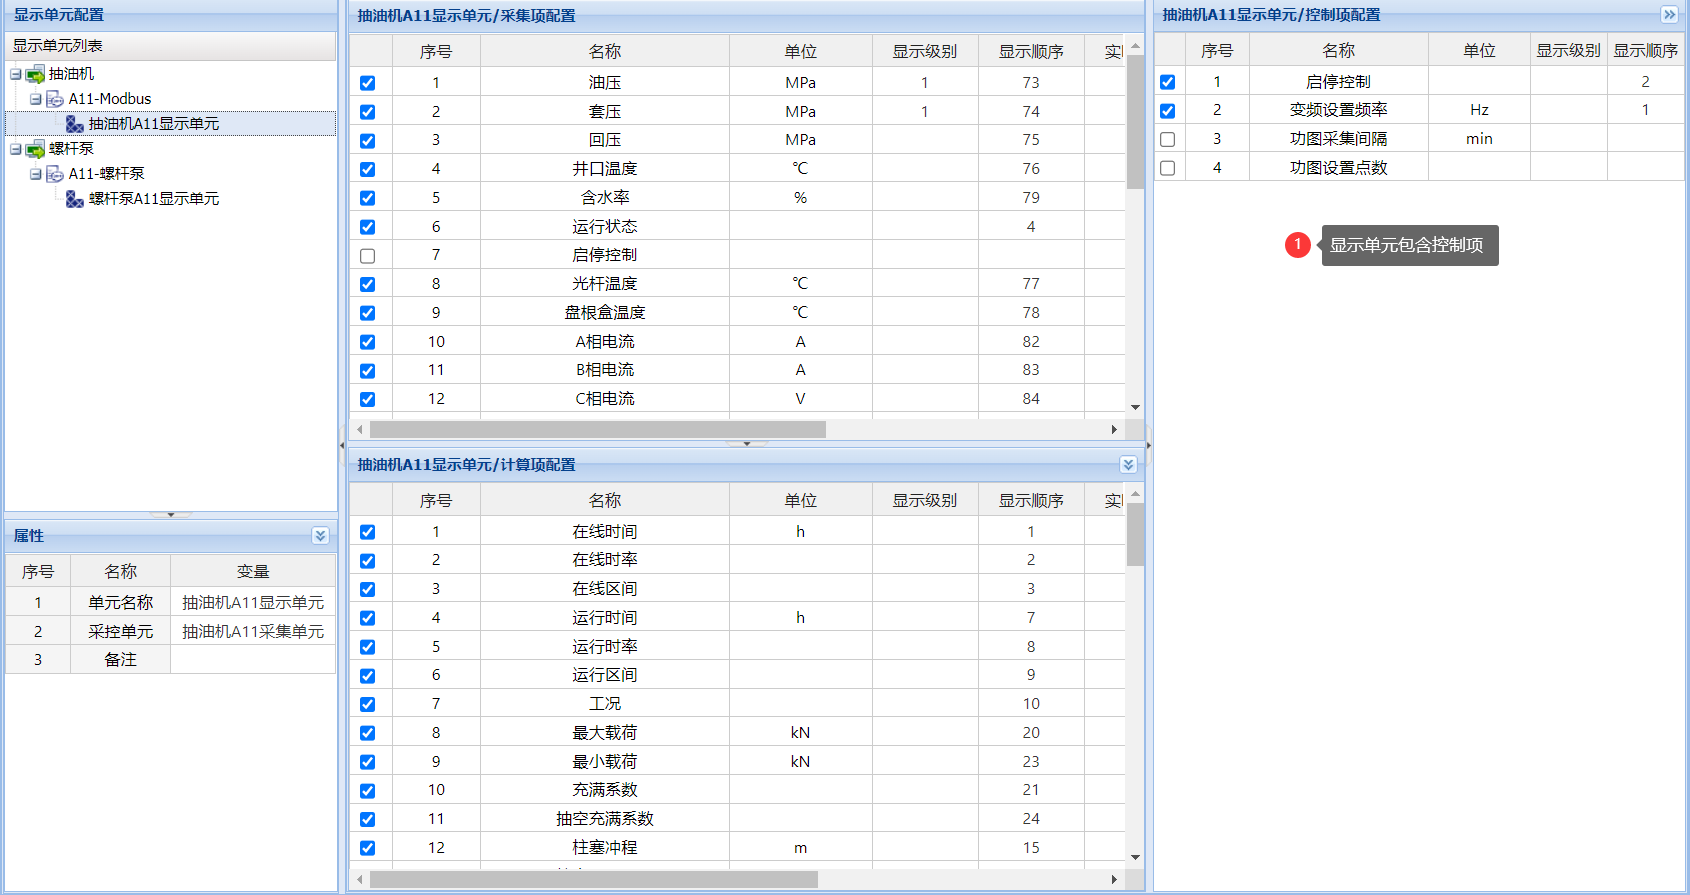 显示单元配置
显示单元列表
抽油机
A11-Modbus
抽油机A11显示单元
螺杆泵
A11-螺杆泵
螺杆泵A11显示单元
属性
序号 名称 变量
1 单元名称 抽油机A11显示单元
2 采控单元 抽油机A11采集单元
3 备注
抽油机A11显示单元/采集项配置
序号 名称 单位 显示级别 显示顺序
1 油压 MPa 1 73
2 套压 MPa 1 74
3 回压 MPa 75
4 井口温度 ℃ 76
5 含水率 % 79
6 运行状态 4
7 启停控制
8 光杆温度 ℃ 77
9 盘根盒温度 ℃ 78
10 A相电流 A 82
11 B相电流 A 83
12 C相电流 V 84
抽油机A11显示单元/计算项配置
序号 名称 单位 显示级别 显示顺序
1 在线时间 h 1
2 在线时率 2
3 在线区间 3
4 运行时间 h 7
5 运行时率 8
6 运行区间 9
7 工况 10
8 最大载荷 kN 20
9 最小载荷 kN 23
10 充满系数 21
11 抽空充满系数 24
12 柱塞冲程 m 15
抽油机A11显示单元/控制项配置
序号 名称 单位 显示级别 显示顺序
1 启停控制 2
2 变频设置频率 Hz 1
3 功图采集间隔 min
4 功图设置点数
1 显示单元包含控制项